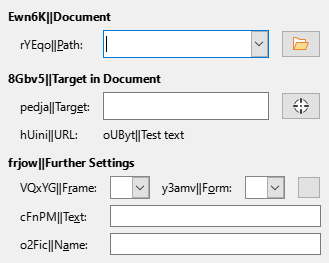 Ewn6K||Document
rYEqo||Path:
8Gbv5||Target in Document
pedja||Target:
hUini||URL: oUByt||Test text
frjow||Further Settings
VQxYG||Frame: y3amv||Form:
cFnPM||Text:
o2Fic||Name: